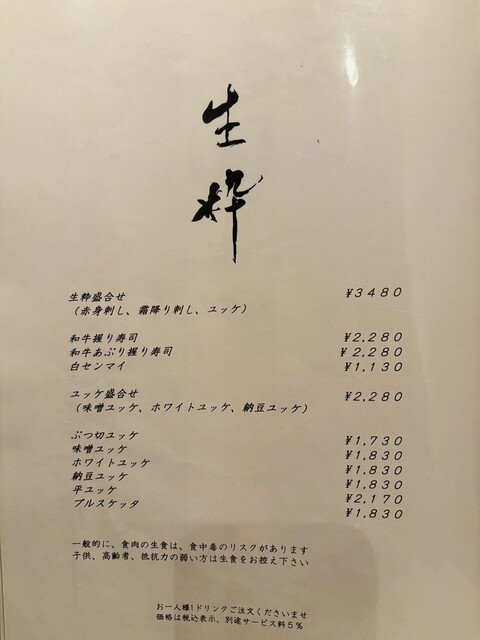 生粋
生粋盛合せ ¥3480
（赤身刺し、霜降り刺し、ユッケ）
和牛握り寿司 ¥2,280
和牛あぶり握り寿司 ¥2,280
白センマイ ¥1,130
ユッケ盛合せ ¥2,280
（味噌ユッケ、ホワイトユッケ、納豆ユッケ）
ぶつ切ユッケ ¥1,730
味噌ユッケ ¥1,830
ホワイトユッケ ¥1,830
納豆ユッケ ¥1,830
平ユッケ ¥2,170
ブルスケッタ ¥1,830
一般的に、食肉の生食は、食中毒のリスクがあります
子供、高齢者、抵抗力の弱い方は生食をお控え下さい
お一人様1ドリンクご注文くださいませ
価格は税込表示、別途サービス料5%